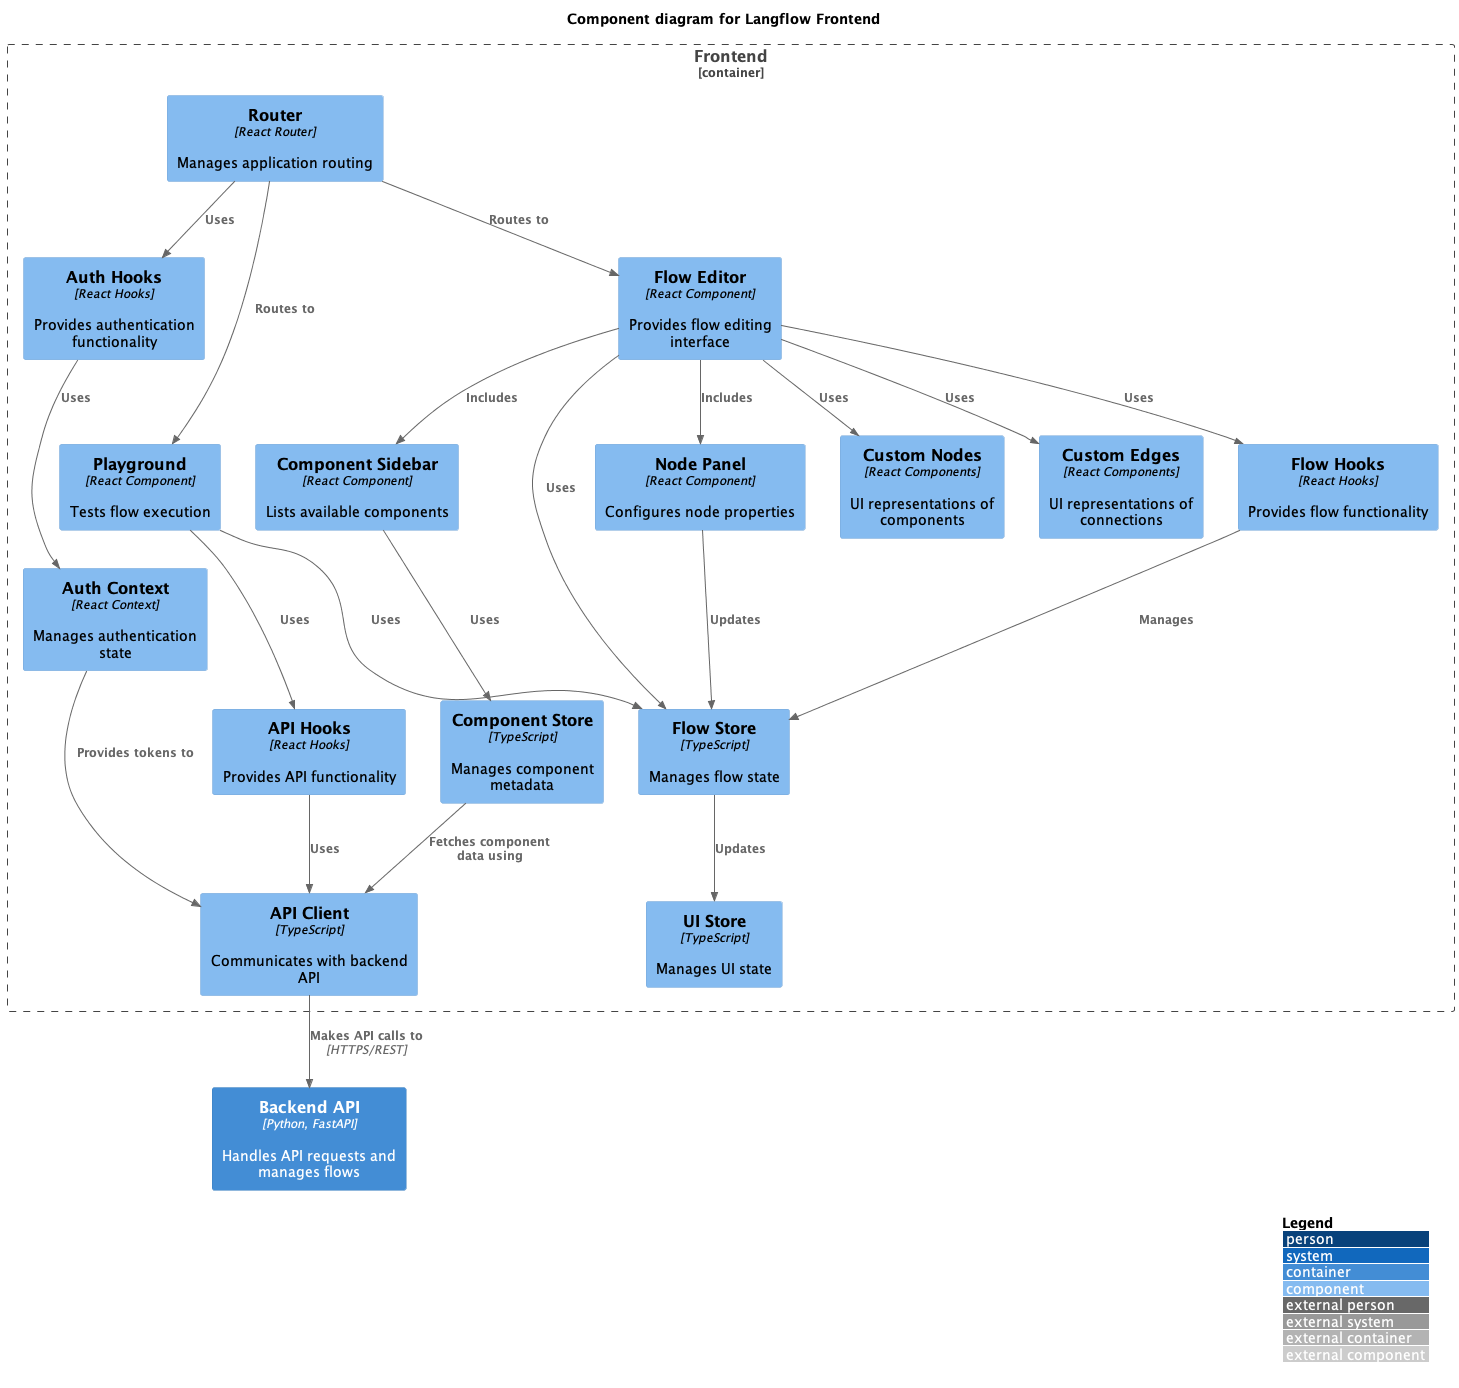 Component diagram for Langflow Frontend
Frontend
[container]
Router
[React Router]
Manages application routing
Uses
Routes to
Auth Hooks
[React Hooks]
Provides authentication
functionality
Routes to
Flow Editor
[React Component]
Provides flow editing
interface
Uses
Includes
Uses
Includes
Uses
Uses
Uses
Playground
[React Component]
Tests flow execution
Component Sidebar
[React Component]
Lists available components
Node Panel
[React Component]
Configures node properties
Custom Nodes
[React Components]
UI representations of
components
Custom Edges
[React Components]
UI representations of
connections
Flow Hooks
[React Hooks]
Provides flow functionality
Auth Context
[React Context]
Manages authentication
state
Uses
Uses
Uses
Updates
Manages
Provides tokens to
API Hooks
[React Hooks]
Provides API functionality
Component Store
[TypeScript]
Manages component
metadata
Flow Store
[TypeScript]
Manages flow state
Uses
Fetches component
data using
Updates
API Client
[TypeScript]
Communicates with backend
API
UI Store
[TypeScript]
Manages UI state
Makes API calls to
[HTTPS/REST]
Backend API
[Python, FastAPI]
Handles API requests and
manages flows
Legend
person
system
container
component
external person
external system
external container
external component